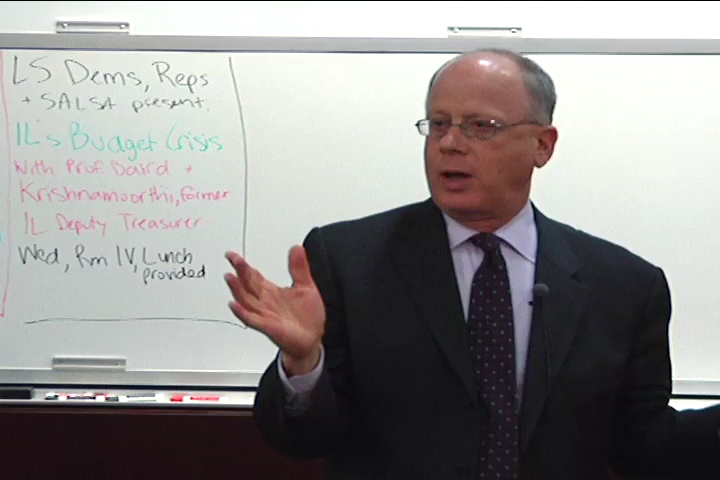 LS Dems, Reps
+ SALSA present.
IL's Budget Crisis
With Prof. Baird +
Krishnamoorthi, former
IL Deputy Treasurer
Wed, Rm IV, Lunch
provided